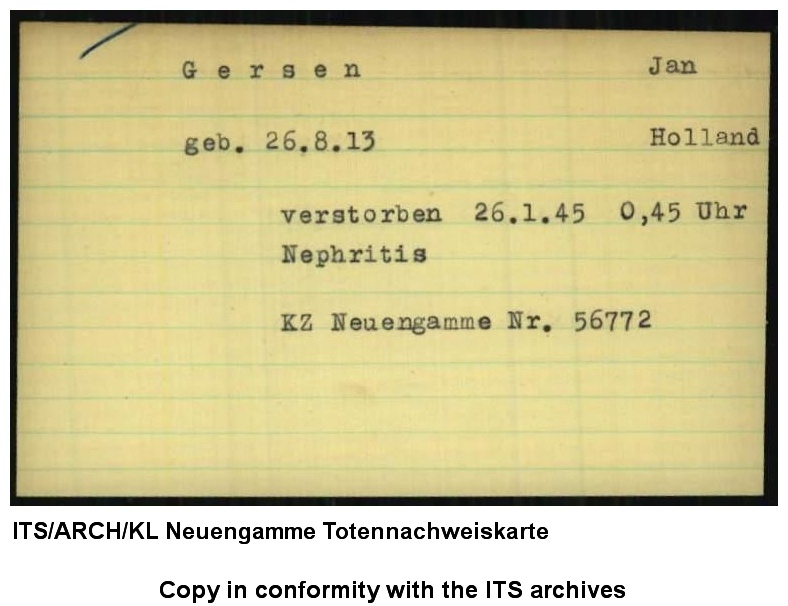 G e r s e n Jan
geb. 26.8.13 Holland
verstorben 26.1.45 0,45 Uhr
Nephritis
KZ Neuengamme Nr. 56772
ITS/ARCH/KL Neuengamme Totennachweiskarte
Copy in conformity with the ITS archives